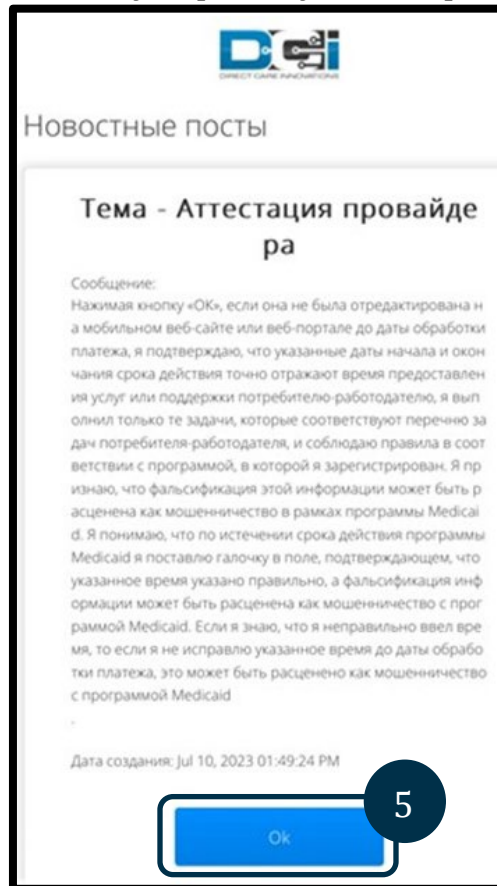 DCi
DIRECT CARE INNOVATIONS
Новостные посты
Тема - Аттестация провайде
ра
Сообщение:
Нажимая кнопку «ОК», если она не была отредактирована н
а мобильном веб-сайте или веб-портале до даты обработки
платежа, я подтверждаю, что указанные даты начала и окон
чания срока действия точно отражают время предоставлен
ия услуг или поддержки потребителю-работодателю, я вып
олнил только те задачи, которые соответствуют перечню за
дач потребителя-работодателя, и соблюдаю правила в соот
ветствии с программой, в которой я зарегистрирован. Я пр
изнаю, что фальсификация этой информации может быть р
асценена как мошенничество в рамках программы Medicai
d. Я понимаю, что по истечении срока действия программы
Medicaid я поставлю галочку в поле, подтверждающем, что
указанное время указано правильно, а фальсификация инф
ормации может быть расценена как мошенничество с прог
раммой Medicaid. Если я знаю, что я неправильно ввел вре
мя, то если я не исправлю указанное время до даты обрабо
тки платежа, это может быть расценено как мошенничество
с программой Medicaid
.
Дата создания: Jul 10, 2023 01:49:24 PM
5
Ok